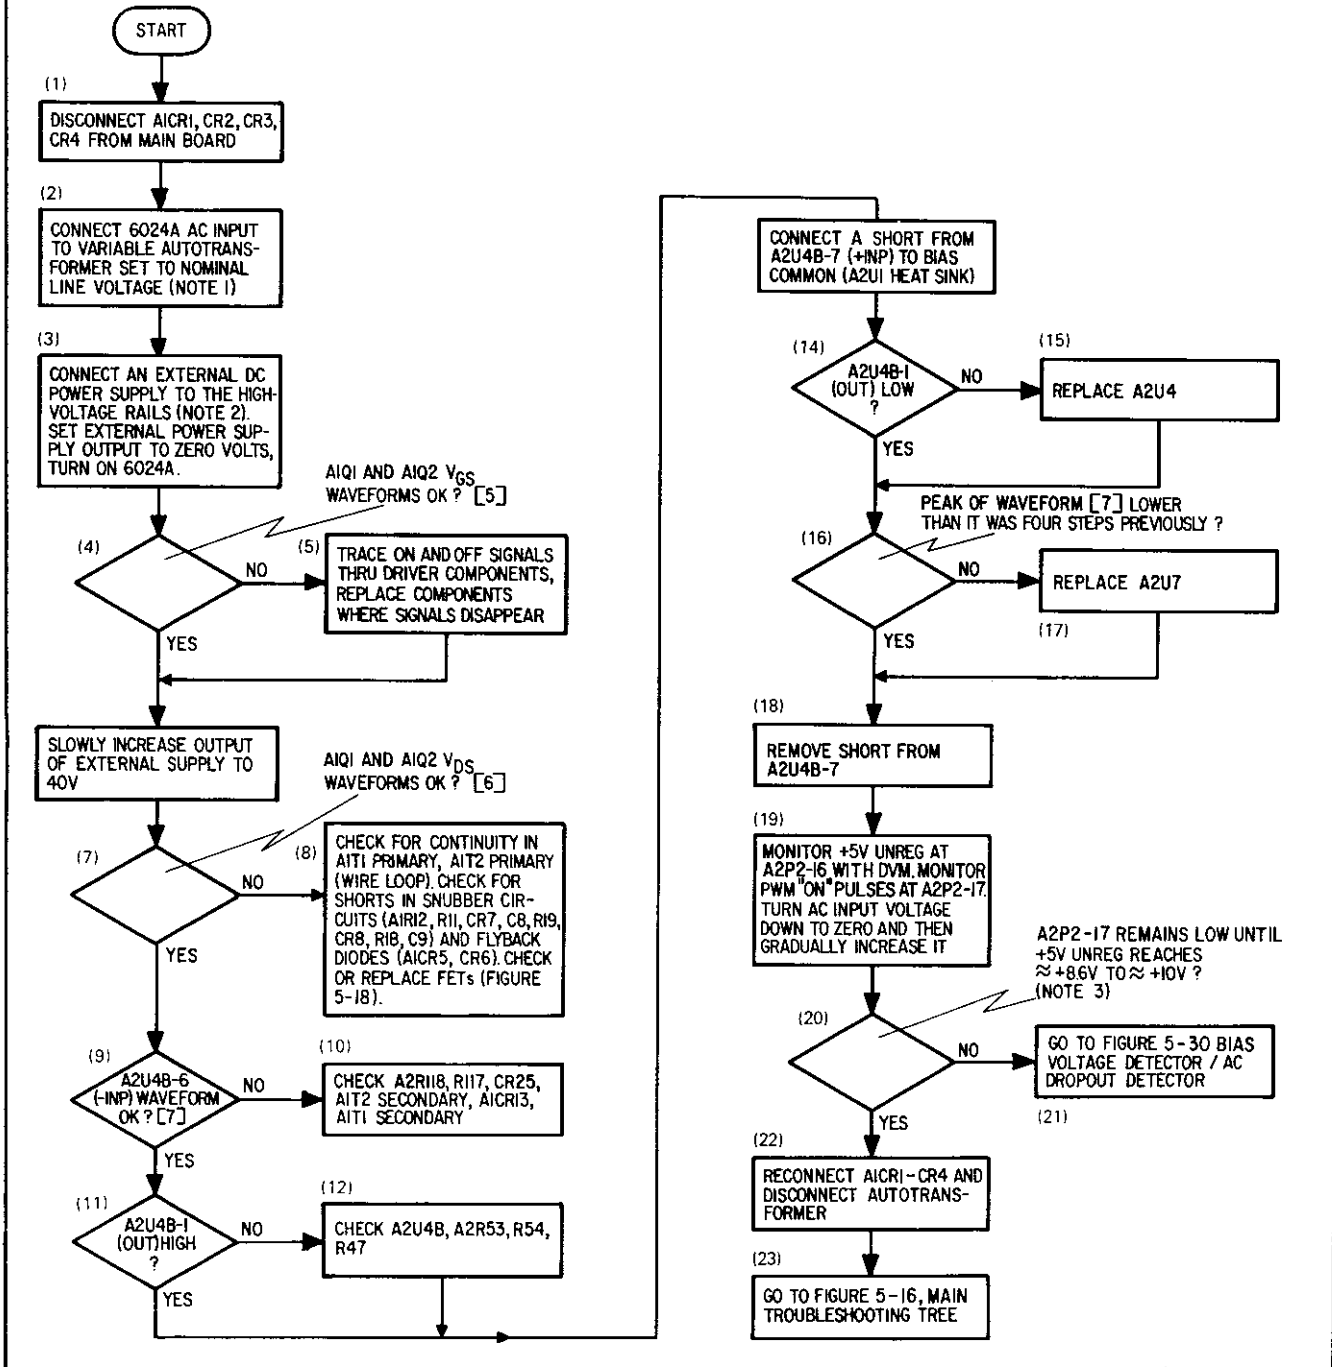 START
(1)
DISCONNECT A1CR1, CR2, CR3,
CR4 FROM MAIN BOARD
(2)
CONNECT 6024A AC INPUT
TO VARIABLE AUTOTRANS-
FORMER SET TO NOMINAL
LINE VOLTAGE (NOTE 1)
(3)
CONNECT AN EXTERNAL DC
POWER SUPPLY TO THE HIGH-
VOLTAGE RAILS (NOTE 2).
SET EXTERNAL POWER SUP-
PLY OUTPUT TO ZERO VOLTS,
TURN ON 6024A.
A1Q1 AND A1Q2 VGS
WAVEFORMS OK ? [5]
(4)
NO
YES
(5)
TRACE ON AND OFF SIGNALS
THRU DRIVER COMPONENTS,
REPLACE COMPONENTS
WHERE SIGNALS DISAPPEAR
SLOWLY INCREASE OUTPUT
OF EXTERNAL SUPPLY TO
40V
A1Q1 AND A1Q2 VDS
WAVEFORMS OK ? [6]
(7)
NO
YES
(8)
CHECK FOR CONTINUITY IN
A1T1 PRIMARY, A1T2 PRIMARY
(WIRE LOOP). CHECK FOR
SHORTS IN SNUBBER CIR-
CUITS (A1R12, R11, CR7, C8, R19,
CR8, R18, C9) AND FLYBACK
DIODES (A1CR5, CR6). CHECK
OR REPLACE FETs (FIGURE
5-18).
(9)
A2U4B-6
(-INP) WAVEFORM
OK ? [7]
NO
YES
(10)
CHECK A2R118, R117, CR25,
A1T2 SECONDARY, A1CR13,
A1T1 SECONDARY
(11)
A2U4B-1
(OUT) HIGH
?
NO
YES
(12)
CHECK A2U4B, A2R53, R54,
R47
CONNECT A SHORT FROM
A2U4B-7 (+INP) TO BIAS
COMMON (A2U1 HEAT SINK)
(14)
A2U4B-1
(OUT) LOW
?
NO
YES
(15)
REPLACE A2U4
PEAK OF WAVEFORM [7] LOWER
THAN IT WAS FOUR STEPS PREVIOUSLY ?
(16)
NO
YES
REPLACE A2U7
(17)
(18)
REMOVE SHORT FROM
A2U4B-7
(19)
MONITOR +5V UNREG AT
A2P2-16 WITH DVM. MONITOR
PWM "ON" PULSES AT A2P2-17.
TURN AC INPUT VOLTAGE
DOWN TO ZERO AND THEN
GRADUALLY INCREASE IT
A2P2-17 REMAINS LOW UNTIL
+5V UNREG REACHES
≈ +8.6V TO ≈ +10V ?
(NOTE 3)
(20)
NO
YES
GO TO FIGURE 5-30 BIAS
VOLTAGE DETECTOR / AC
DROPOUT DETECTOR
(21)
(22)
RECONNECT A1CR1-CR4 AND
DISCONNECT AUTOTRANS-
FORMER
(23)
GO TO FIGURE 5-16, MAIN
TROUBLESHOOTING TREE